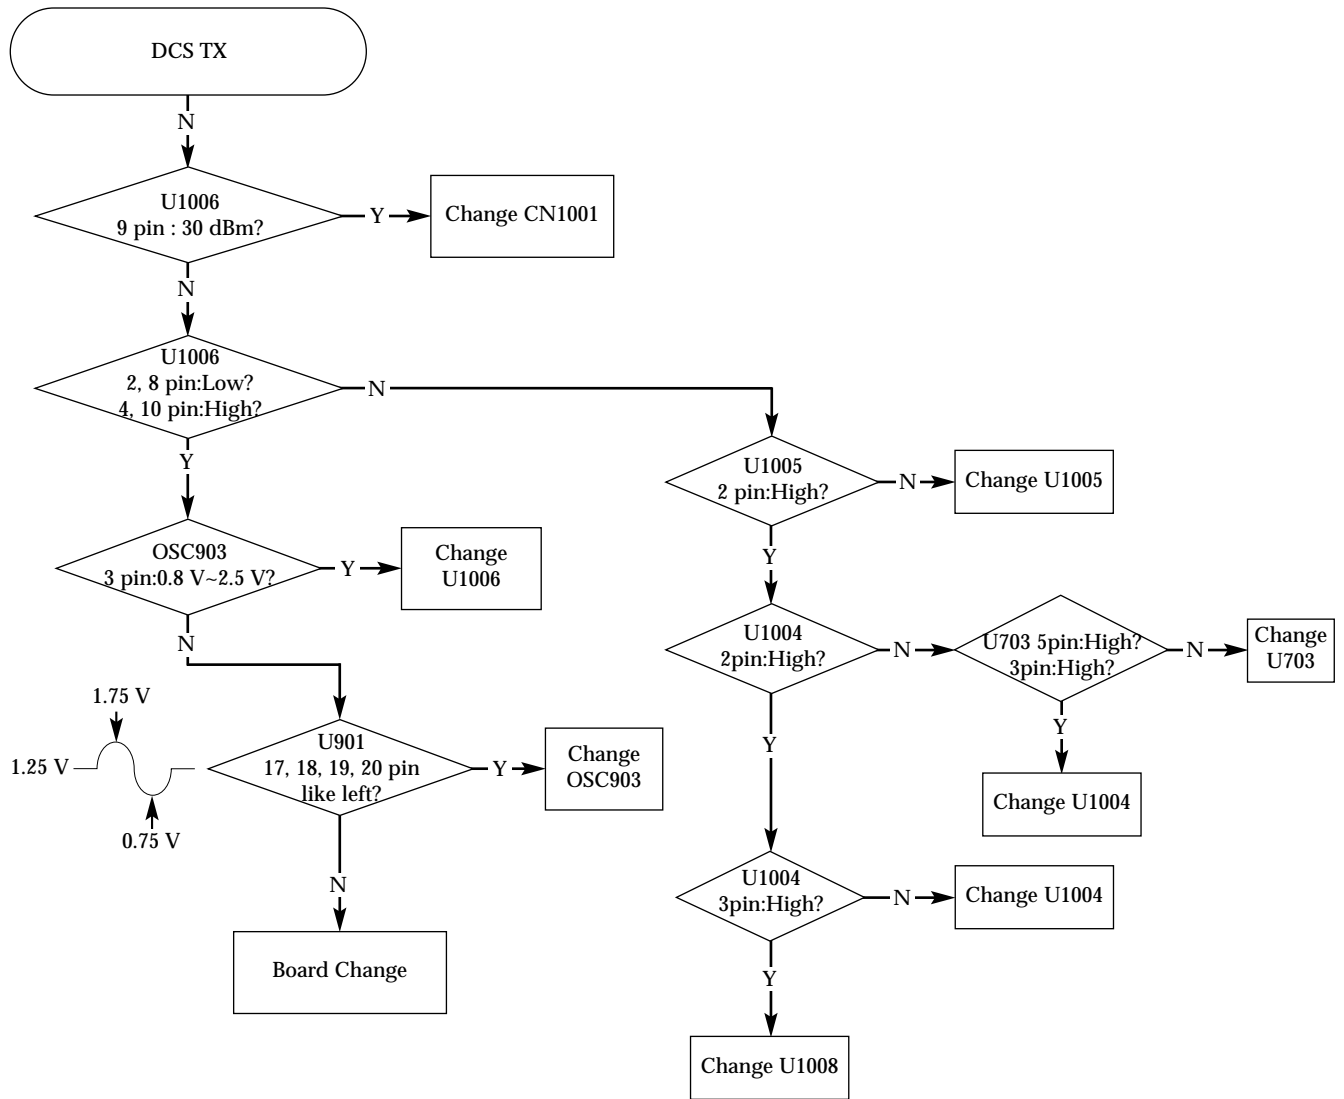 DCS TX
N
U1006
9 pin : 30 dBm?
Y
Change CN1001
N
U1006
2, 8 pin:Low?
4, 10 pin:High?
N
Y
U1005
2 pin:High?
N
Change U1005
OSC903
3 pin:0.8 V~2.5 V?
Y
Change
U1006
Y
N
U1004
2pin:High?
N
U703 5pin:High?
3pin:High?
N
Change
U703
1.75 V
1.25 V
0.75 V
U901
17, 18, 19, 20 pin
like left?
Y
Change
OSC903
Y
Y
Change U1004
N
Board Change
U1004
3pin:High?
N
Change U1004
Y
Change U1008